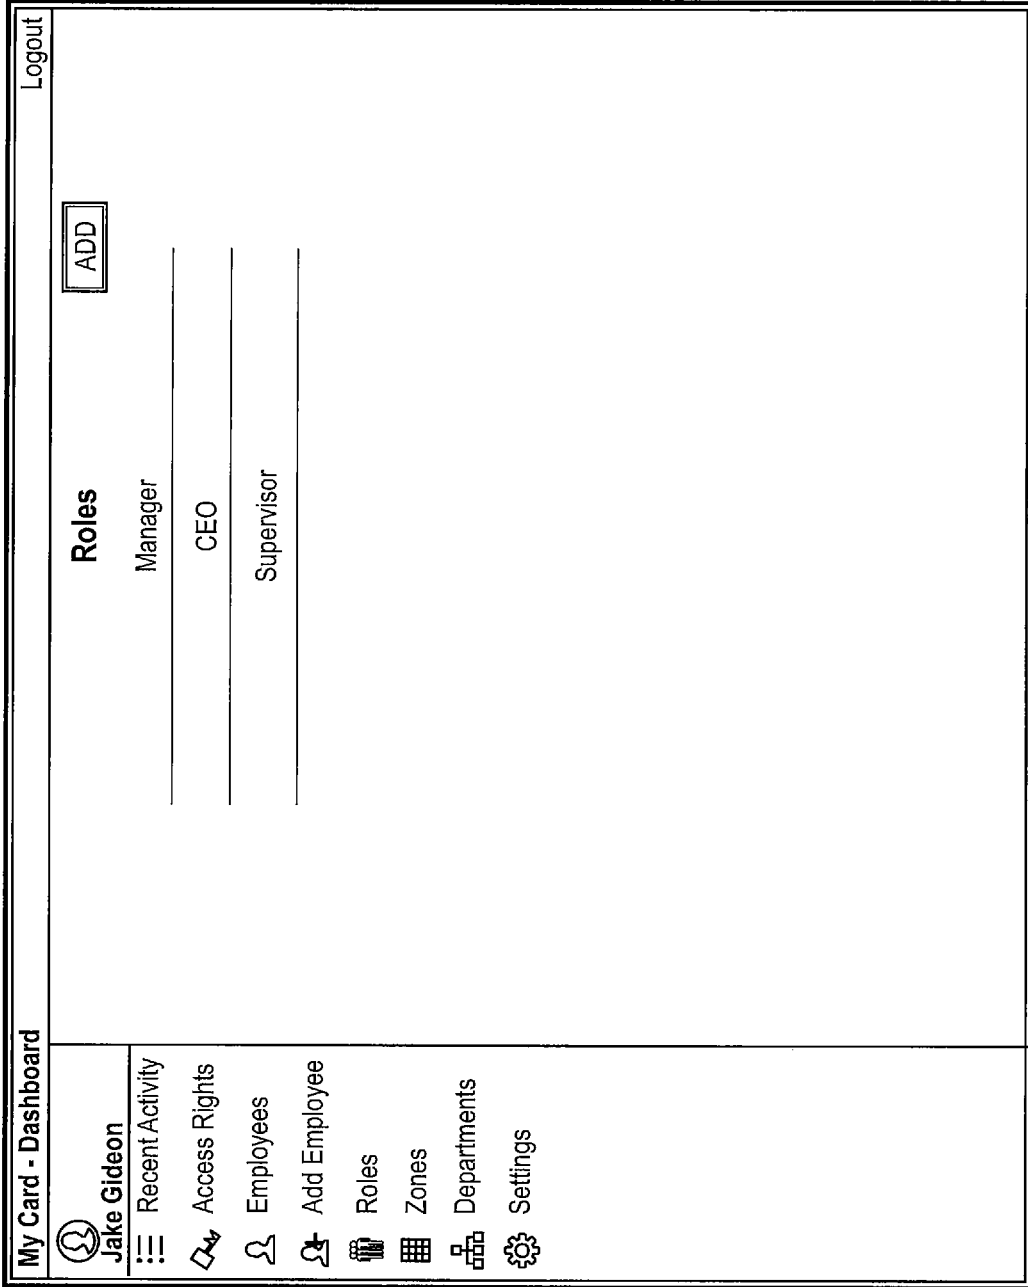 My Card - Dashboard
Logout
Jake Gideon
Recent Activity
Access Rights
Employees
Add Employee
Roles
Zones
Departments
Settings
Roles
ADD
Manager
CEO
Supervisor